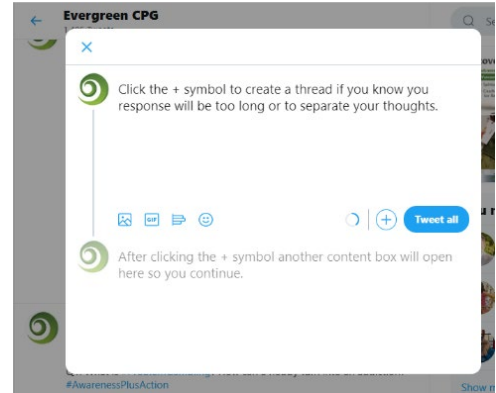 Evergreen CPG
Click the + symbol to create a thread if you know you
response will be too long or to separate your thoughts.
GIF
Tweet all
After clicking the + symbol another content box will open
here so you continue.
#AwarenessPlusAction
Show